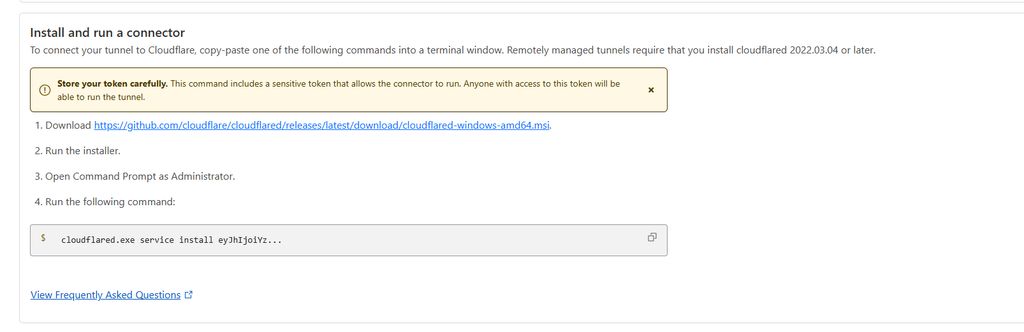 Install and run a connector
To connect your tunnel to Cloudflare, copy-paste one of the following commands into a terminal window. Remotely managed tunnels require that you install cloudflared 2022.03.04 or later.
Store your token carefully. This command includes a sensitive token that allows the connector to run. Anyone with access to this token will be
able to run the tunnel.
1. Download https://github.com/cloudflare/cloudflared/releases/latest/download/cloudflared-windows-amd64.msi.
2. Run the installer.
3. Open Command Prompt as Administrator.
4. Run the following command:
$ cloudflared.exe service install eyJhIjoiYz...
View Frequently Asked Questions